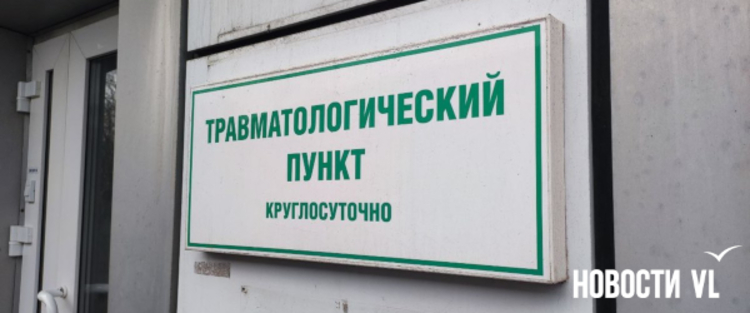 ТРАВМАТОЛОГИЧЕСКИЙ
ПУНКТ
КРУГЛОСУТОЧНО
НОВОСТИ VL